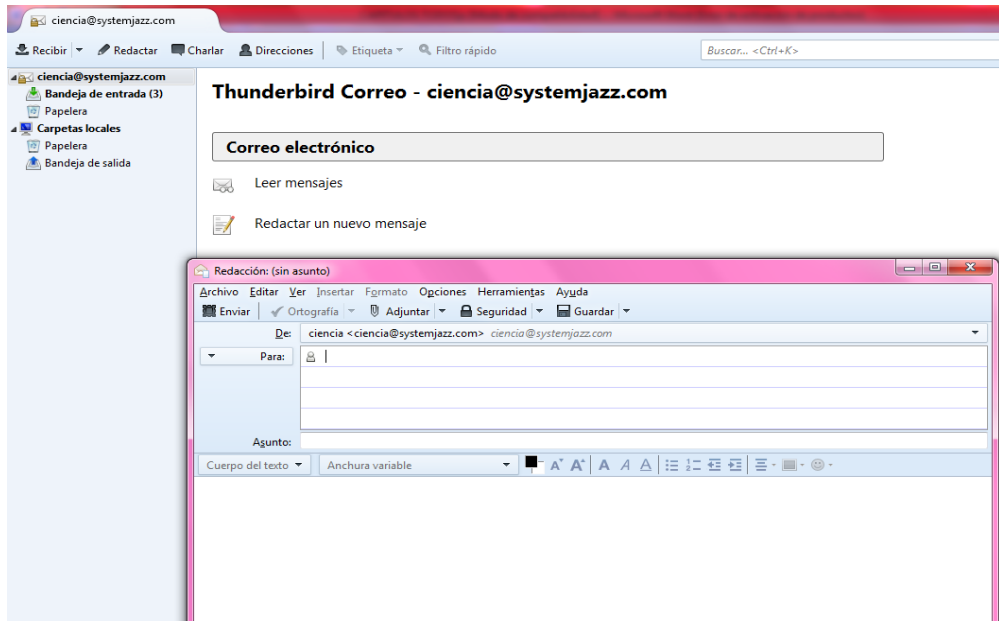 ciencia@systemjazz.com
Recibir Redactar Charlar Direcciones Etiqueta Filtro rápido Buscar... <Ctrl+K>
ciencia@systemjazz.com
Bandeja de entrada (3)
Papelera
Carpetas locales
Papelera
Bandeja de salida
Thunderbird Correo - ciencia@systemjazz.com
Correo electrónico
Leer mensajes
Redactar un nuevo mensaje
Redacción: (sin asunto)
Archivo Editar Ver Insertar Formato Opciones Herramientas Ayuda
Enviar Ortografía Adjuntar Seguridad Guardar
De: ciencia <ciencia@systemjazz.com> ciencia@systemjazz.com
Para:
Asunto:
Cuerpo del texto Anchura variable